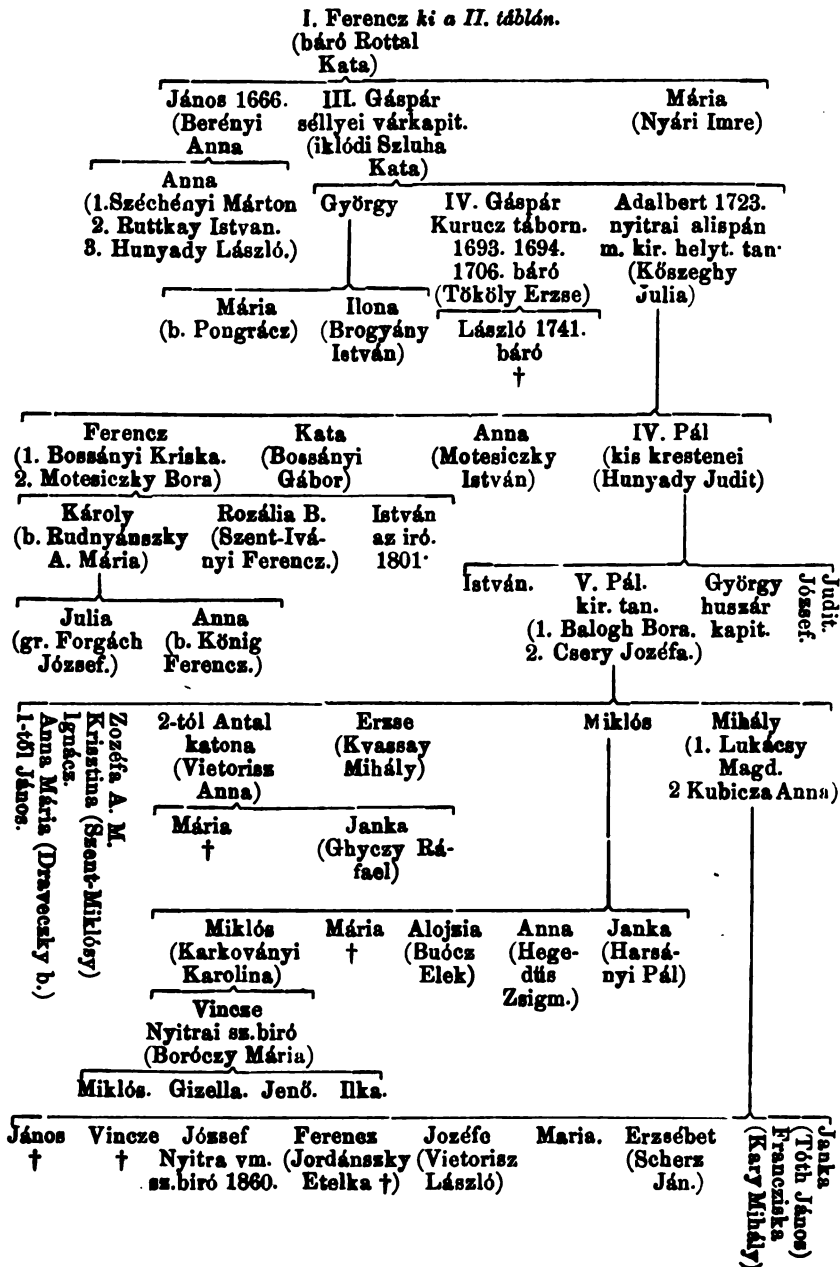 I. Ferencz ki a II. táblán.
(báró Rottal
Kata)
János 1666. III. Gáspár Mária
(Berényi séllyei várkapit. (Nyári Imre)
Anna (iklódi Szluha
Kata)
Anna
(1.Széchényi Márton
2. Ruttkay Istvan.
3. Hunyady László.)
György
IV. Gáspár
Kurucz táborn.
1693. 1694.
1706. báró
(Tököly Erzse)
Adalbert 1723.
nyitrai alispán
m. kir. helyt. tan·
(Kőszeghy
Julia)
Mária
(b. Pongrácz)
Ilona
(Brogyány
István)
László 1741.
báró
†
Ferencz
(1. Bossányi Kriska.
2. Motesiczky Bora)
Kata
(Bossányi
Gábor)
Anna
(Motesiczky
István)
IV. Pál
(kis krestenei
(Hunyady Judit)
Károly
(b. Rudnyánszky
A. Mária)
Rozália B.
(Szent-Ivá-
nyi Ferencz.)
István
az iró.
1801·
István.
V. Pál.
kir. tan.
(1. Balogh Bora.
2. Csery Jozéfa.)
György
huszár
kapit.
József.
Judit.
Julia
(gr. Forgách
József.)
Anna
(b. König
Ferencz.)
1-től János.
Anna Mária (Draveczky b.)
Ignácz.
Krisztina (Szent-Miklósy)
Zozéfa A. M.
2-tól Antal
katona
(Vietorisz
Anna)
Erzse
(Kvassay
Mihály)
Miklós
Mihály
(1. Lukácsy
Magd.
2 Kubicza Anna)
Mária
†
Janka
(Ghyczy Rá-
fael)
Miklós
(Karkoványi
Karolina)
Mária
†
Alojzia
(Buócz
Elek)
Anna
(Hege-
dűs
Zsigm.)
Janka
(Harsá-
nyi Pál)
Vincze
Nyitrai sz.biró
(Boróczy Mária)
Miklós. Gizella. Jenő. Ilka.
János
†
Vincze
†
József
Nyitra vm.
sz.biró 1860.
Ferencz
(Jordánszky
Etelka †)
Jozéfe
(Vietorisz
László)
Maria.
Erzsébet
(Scherz
Ján.)
(Kary Mihály)
Francziska
(Tóth János)
Janka